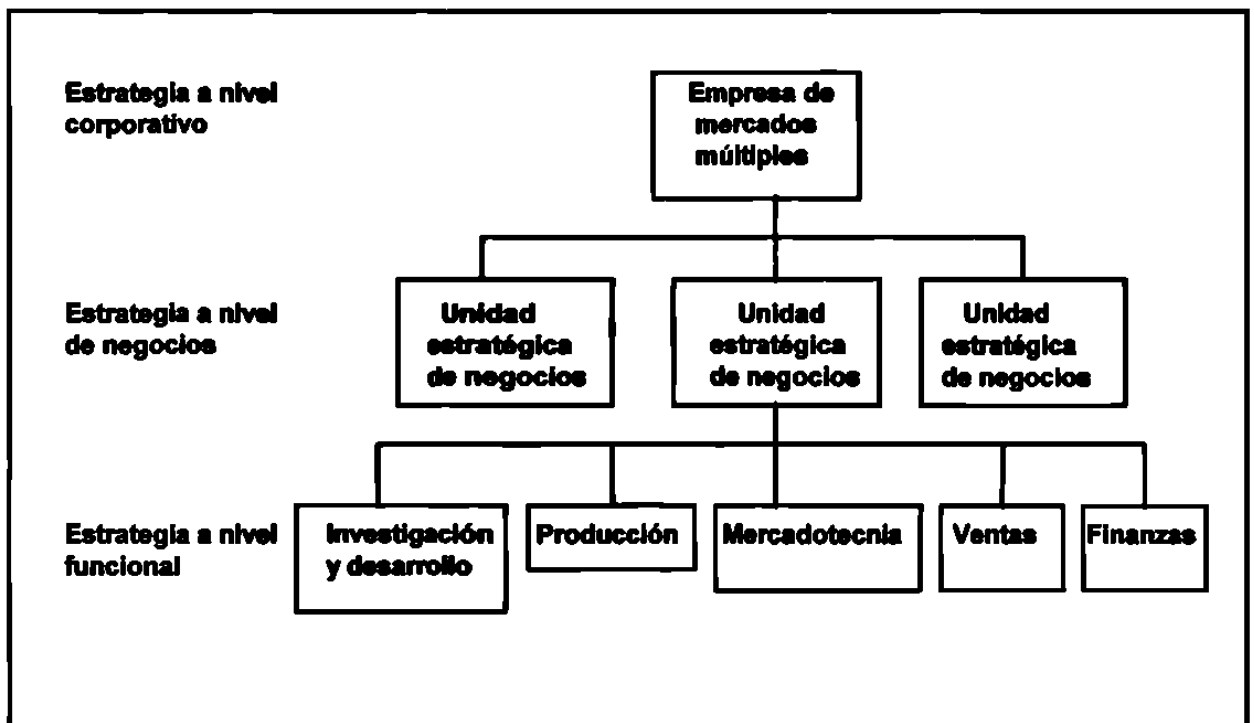 Estrategia a nivel
corporativo
Empresa de
mercados
múltiples
Estrategia a nivel
de negocios
Unidad
estratégica
de negocios
Unidad
estratégica
de negocios
Unidad
estratégica
de negocios
Estrategia a nivel
funcional
Investigación
y desarrollo
Producción
Mercadotecnia
Ventas
Finanzas